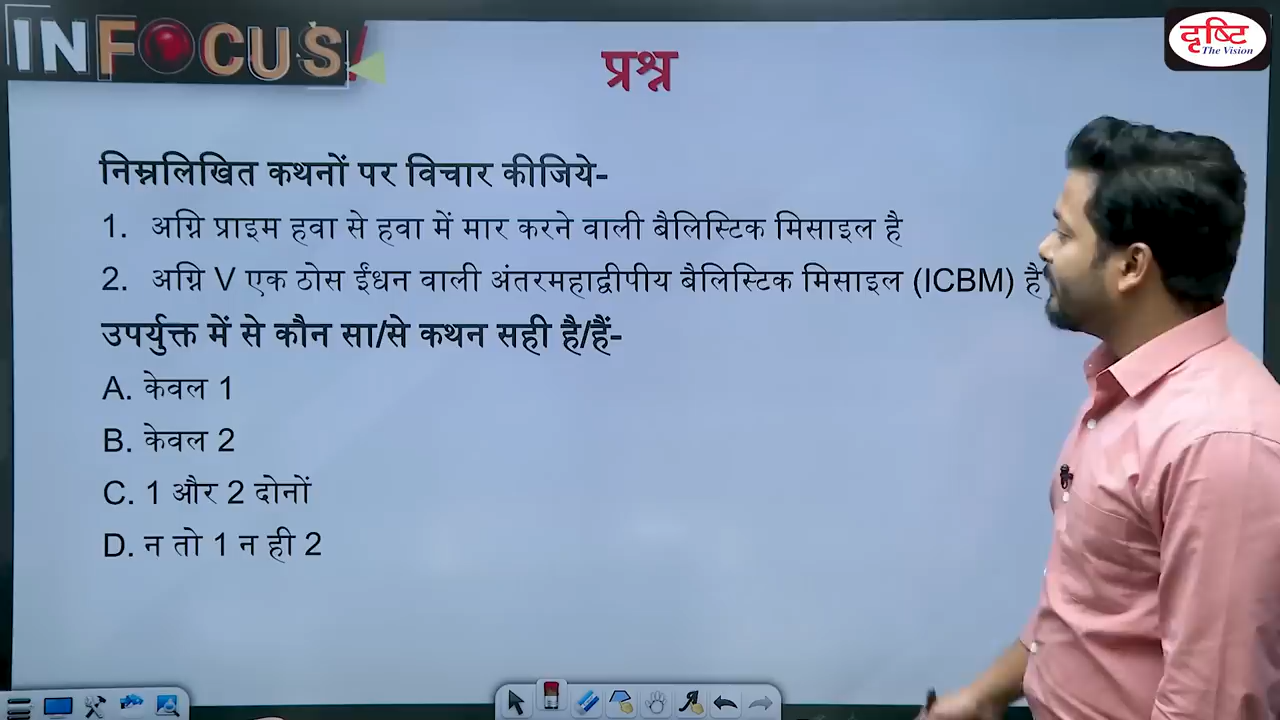 INFOCUS
दृष्टि
The Vision
प्रश्न
निम्नलिखित कथनों पर विचार कीजिये-
1. अग्नि प्राइम हवा से हवा में मार करने वाली बैलिस्टिक मिसाइल है
2. अग्नि V एक ठोस ईंधन वाली अंतरमहाद्वीपीय बैलिस्टिक मिसाइल (ICBM) है
उपर्युक्त में से कौन सा/से कथन सही है/हैं-
A. केवल 1
B. केवल 2
C. 1 और 2 दोनों
D. न तो 1 न ही 2